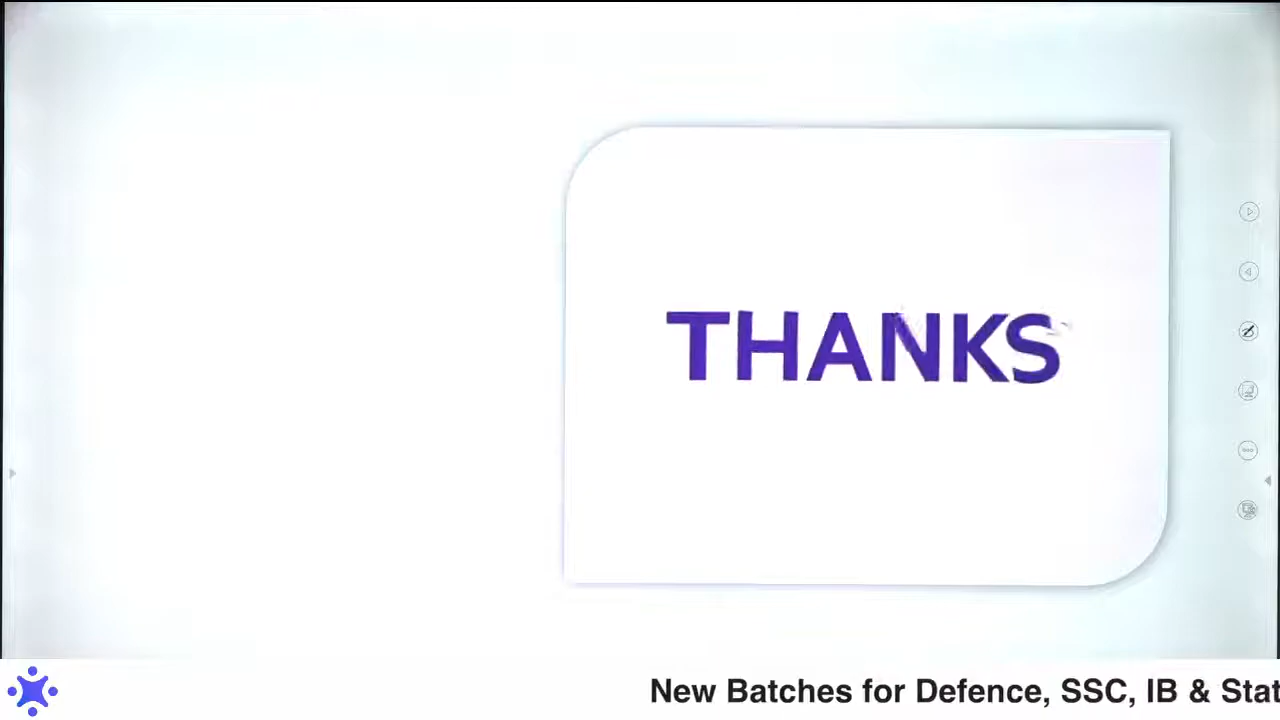 THANKS
New Batches for Defence, SSC, IB & Stat